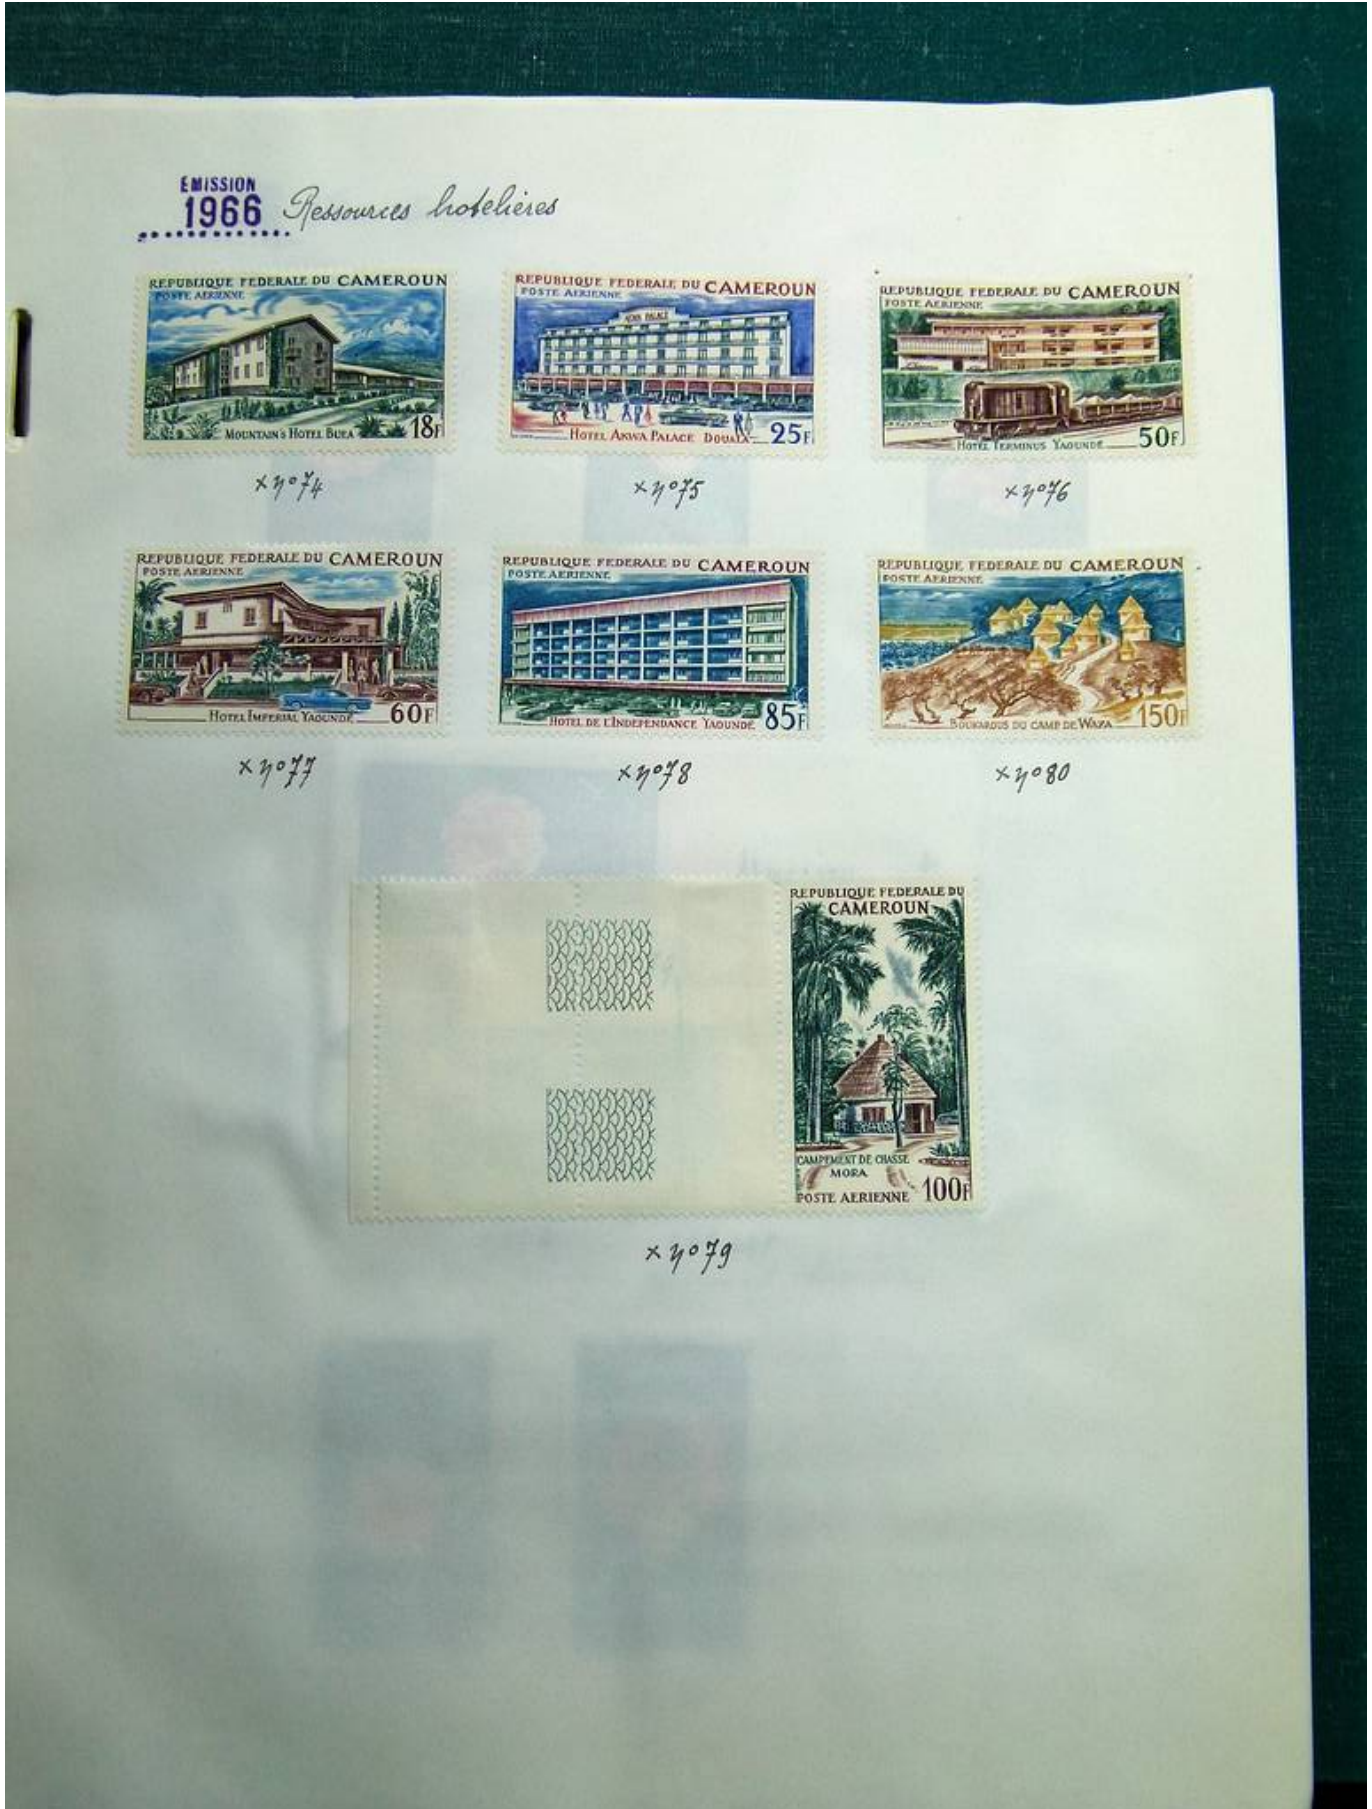 EMISSION
1966 Ressources hotelières
REPUBLIQUE FEDERALE DU CAMEROUN
POSTE AERIENNE
MOUNTAIN'S HOTEL BUEA 18F
x n° 74
REPUBLIQUE FEDERALE DU CAMEROUN
POSTE AERIENNE
AKWA PALACE
HOTEL AKWA PALACE DOUALA 25F
x n° 75
REPUBLIQUE FEDERALE DU CAMEROUN
POSTE AERIENNE
HOTEL TERMINUS YAOUNDE 50F
x n° 76
REPUBLIQUE FEDERALE DU CAMEROUN
POSTE AERIENNE
HOTEL IMPERIAL YAOUNDE 60F
x n° 77
REPUBLIQUE FEDERALE DU CAMEROUN
POSTE AERIENNE
HOTEL DE L'INDEPENDANCE YAOUNDE 85F
x n° 78
REPUBLIQUE FEDERALE DU CAMEROUN
POSTE AERIENNE
BOUKAROUS DU CAMP DE WAZA 150F
x n° 80
REPUBLIQUE FEDERALE DU
CAMEROUN
CAMPEMENT DE CHASSE
MORA
POSTE AERIENNE 100F
x n° 79